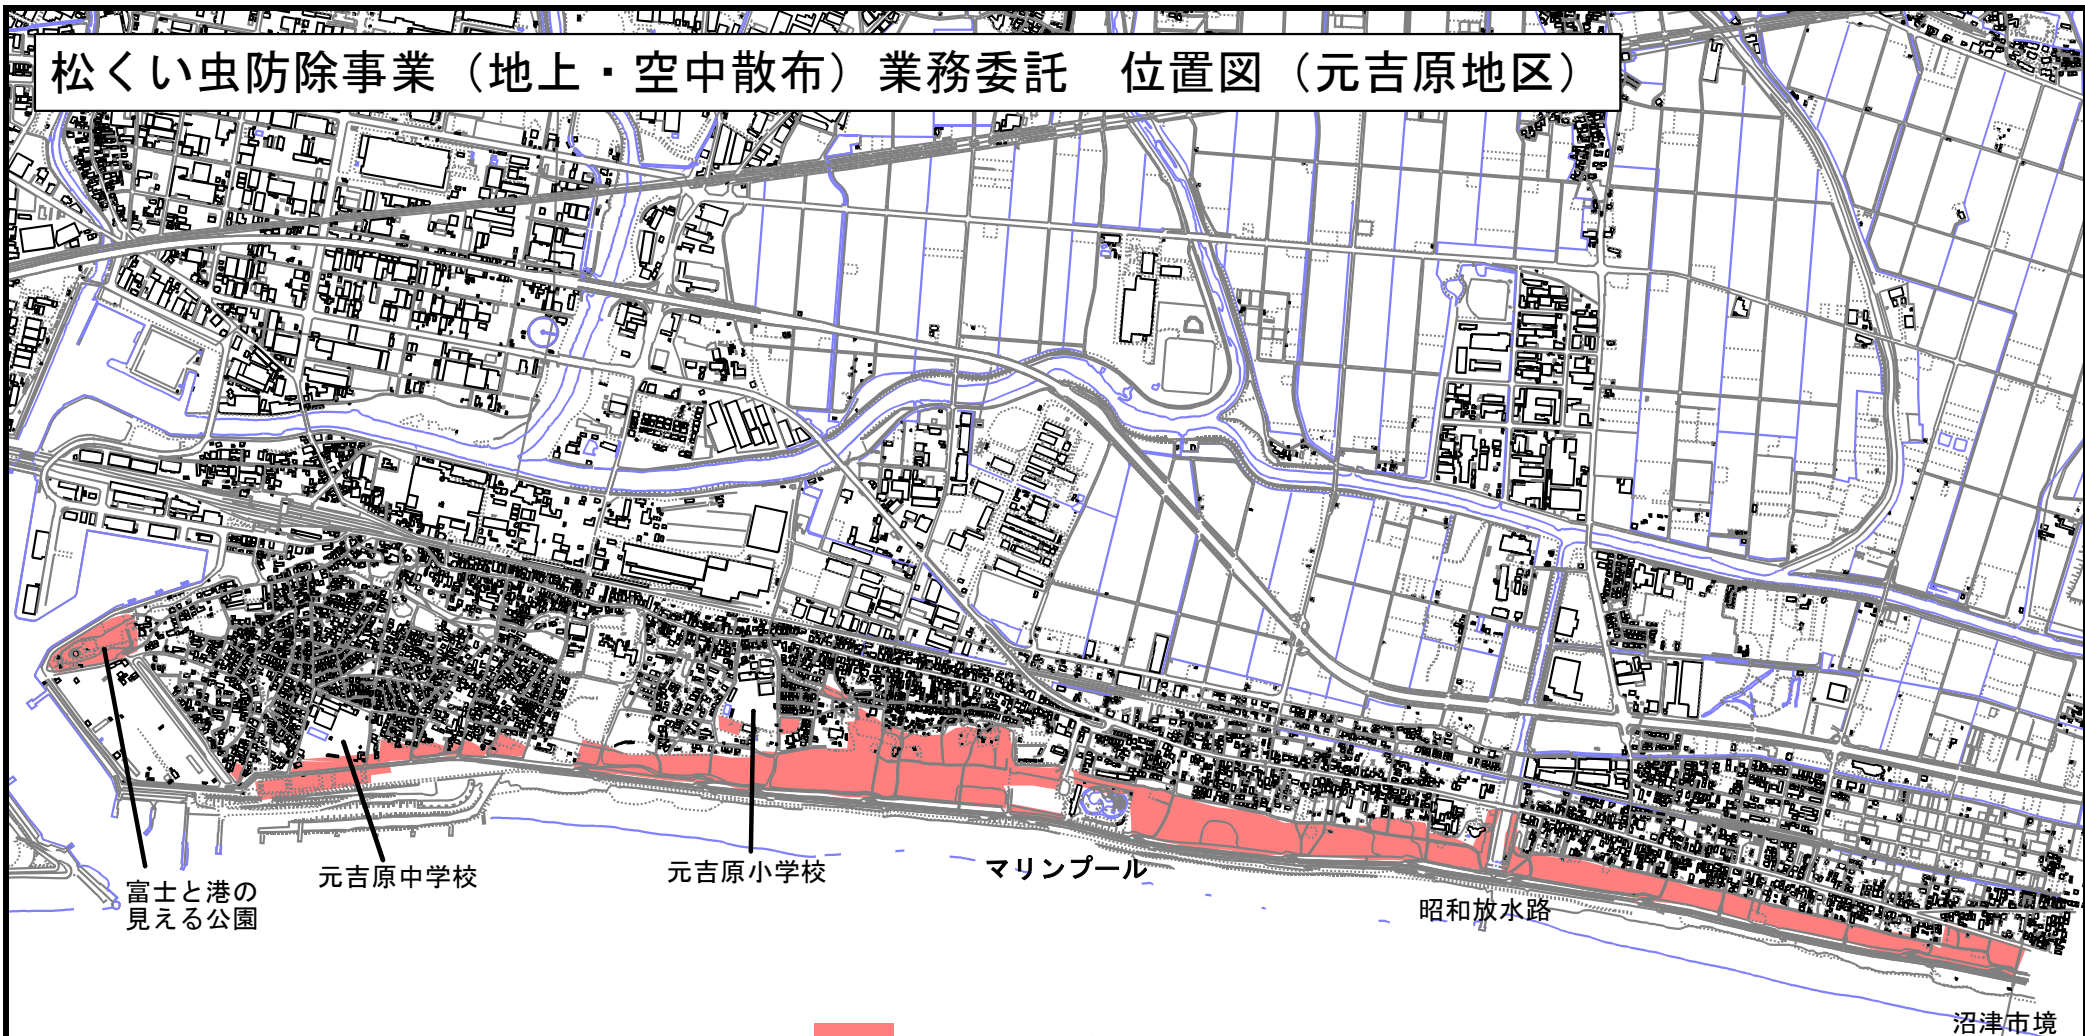 松くい虫防除事業（地上・空中散布）業務委託　位置図（元吉原地区）
富士と港の
見える公園
元吉原中学校
元吉原小学校
マリンプール
昭和放水路
沼津市境